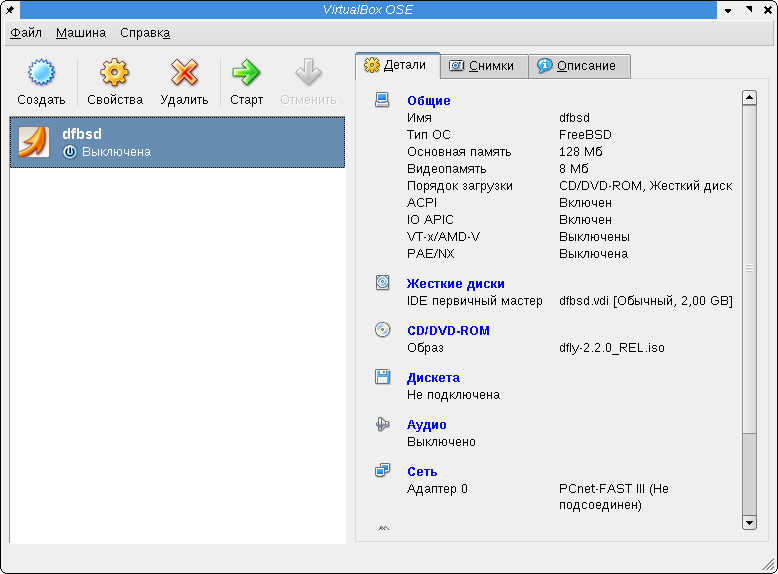 VirtualBox OSE
Файл Машина Справка
Создать Свойства Удалить Старт Отменить
dfbsd
Выключена
Детали Снимки Описание
Общие
Имя dfbsd
Тип ОС FreeBSD
Основная память 128 Мб
Видеопамять 8 Мб
Порядок загрузки CD/DVD-ROM, Жесткий диск
ACPI Включен
IO APIC Включен
VT-x/AMD-V Выключены
PAE/NX Выключена
Жесткие диски
IDE первичный мастер dfbsd.vdi [Обычный, 2,00 GB]
CD/DVD-ROM
Образ dfly-2.2.0_REL.iso
Дискета
Не подключена
Аудио
Выключено
Сеть
Адаптер 0 PCnet-FAST III (Не
подсоединен)